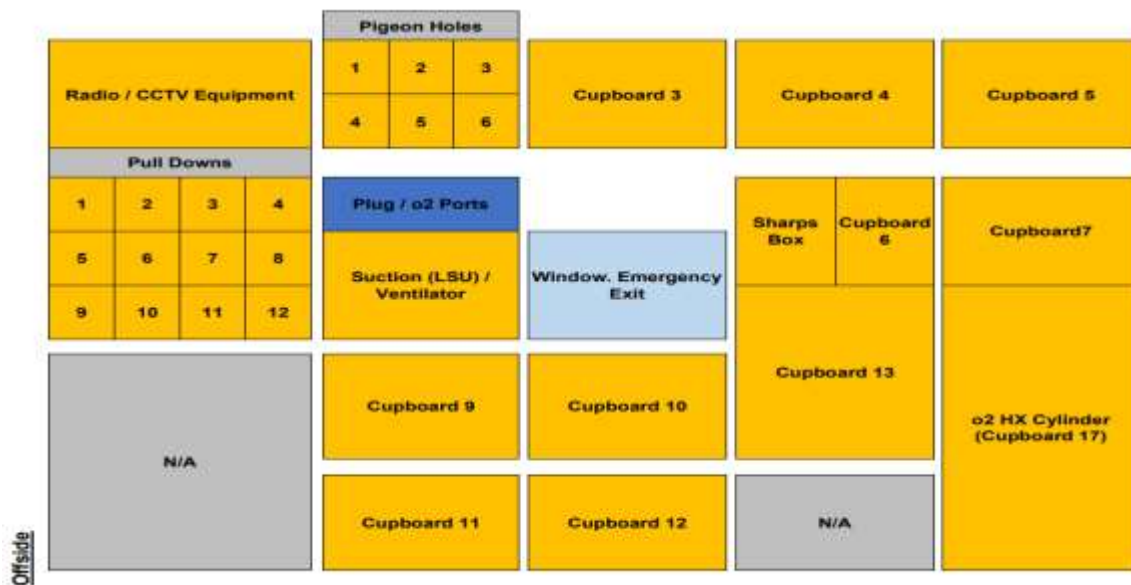 Pigeon Holes
Radio / CCTV Equipment
1 2 3
4 5 6
Cupboard 3
Cupboard 4
Cupboard 5
Pull Downs
1 2 3 4
5 6 7 8
9 10 11 12
Plug / o2 Ports
Suction (LSU) /
Ventilator
Window. Emergency
Exit
Sharps
Box
Cupboard
6
Cupboard7
Cupboard 13
o2 HX Cylinder
(Cupboard 17)
N/A
Cupboard 9
Cupboard 10
Cupboard 11
Cupboard 12
N/A
Offside